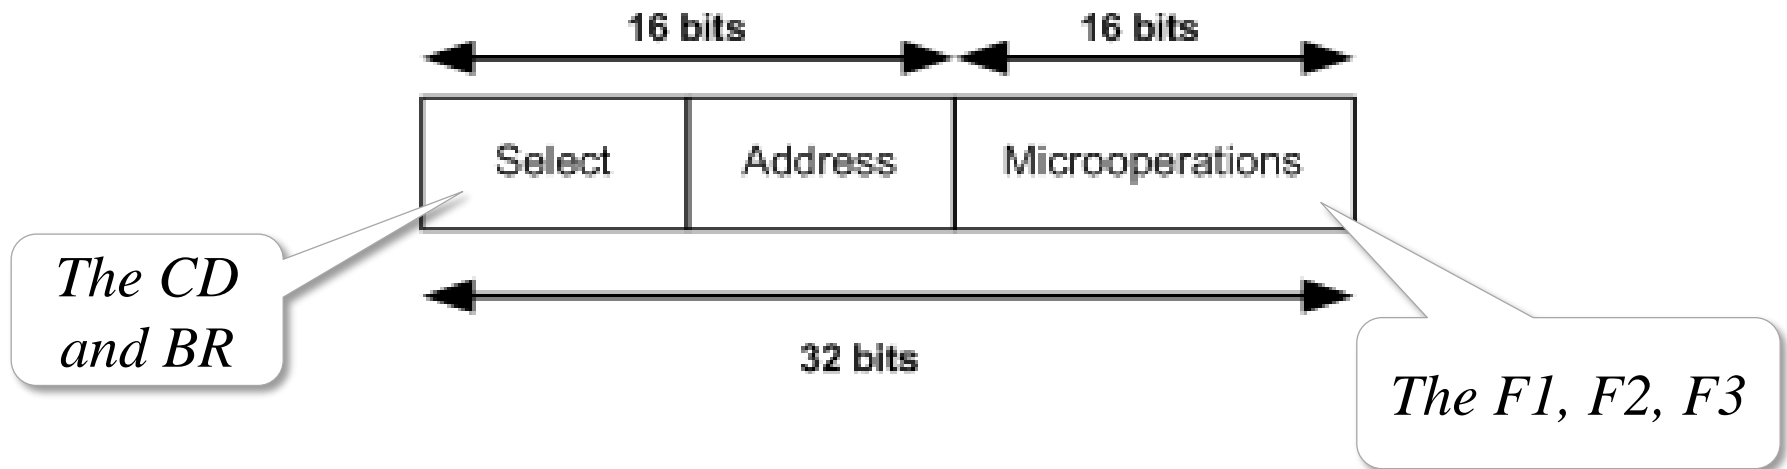 16 bits
16 bits
Select
Address
Microoperations
The CD
and BR
32 bits
The F1, F2, F3